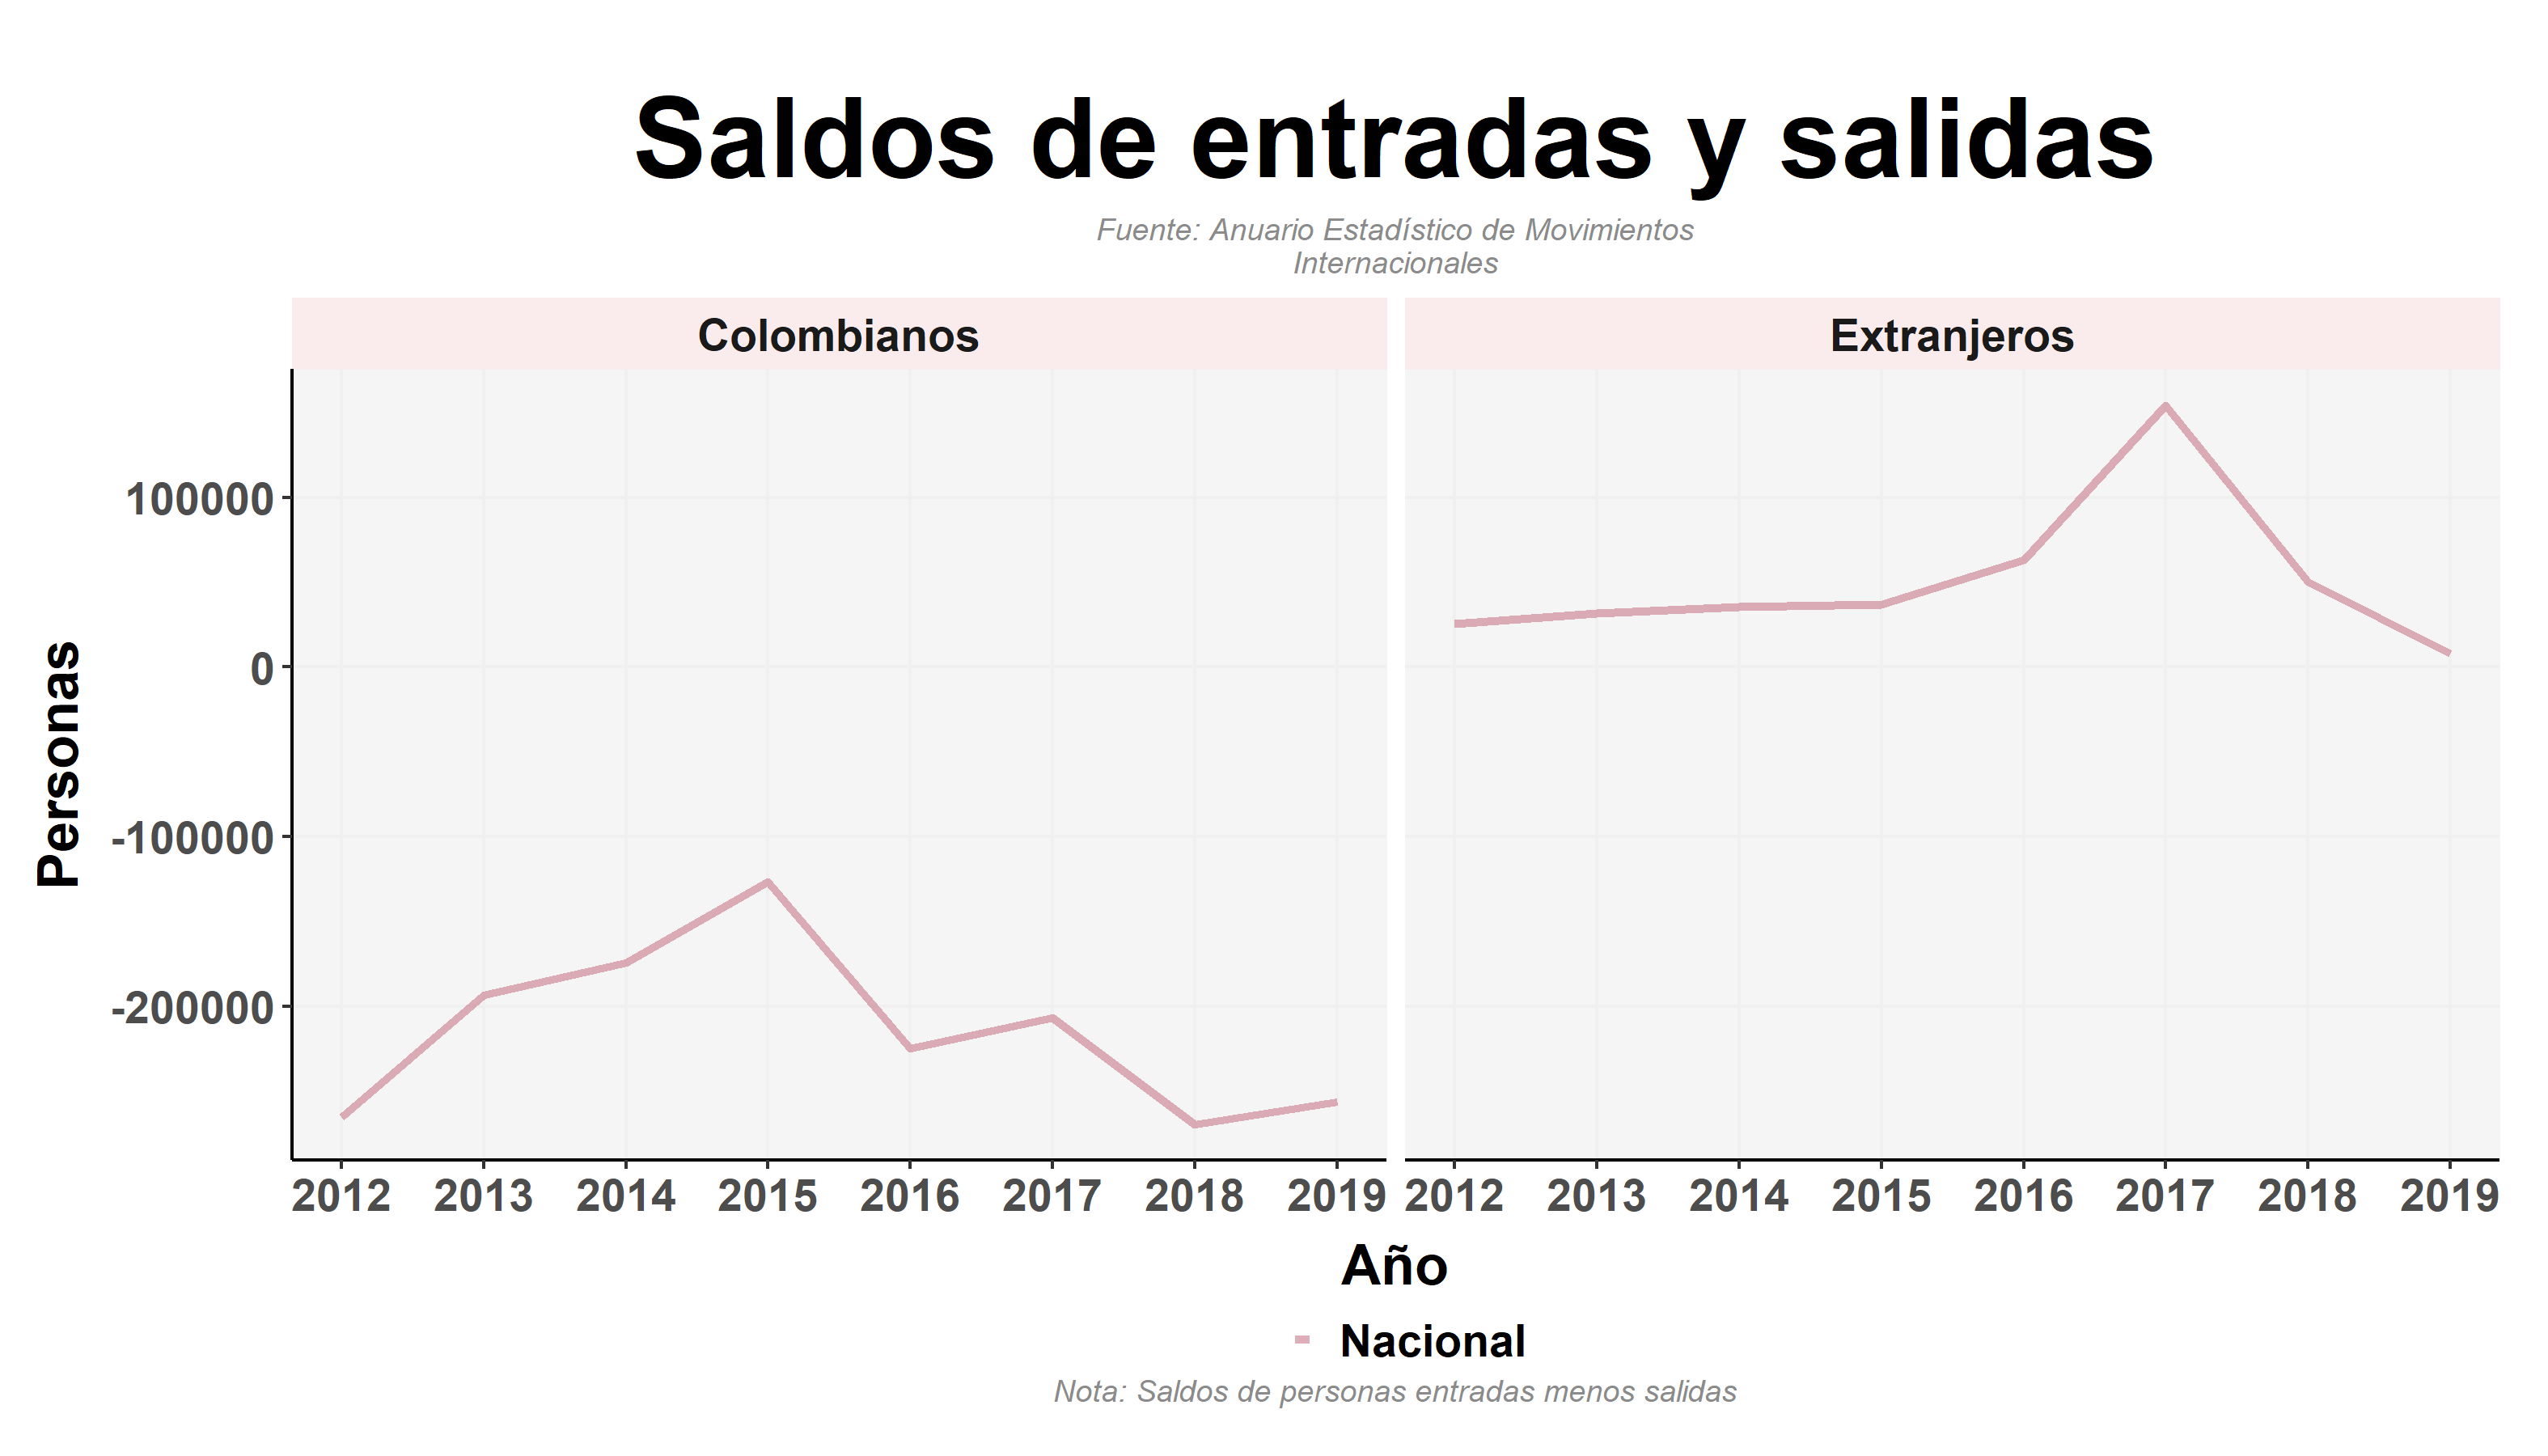 Saldos de entradas y salidas
Fuente: Anuario Estadístico de Movimientos
Internacionales
Colombianos
Extranjeros
Personas
100000
0
-100000
-200000
2012 2013 2014 2015 2016 2017 2018 2019
2012 2013 2014 2015 2016 2017 2018 2019
Año
Nacional
Nota: Saldos de personas entradas menos salidas